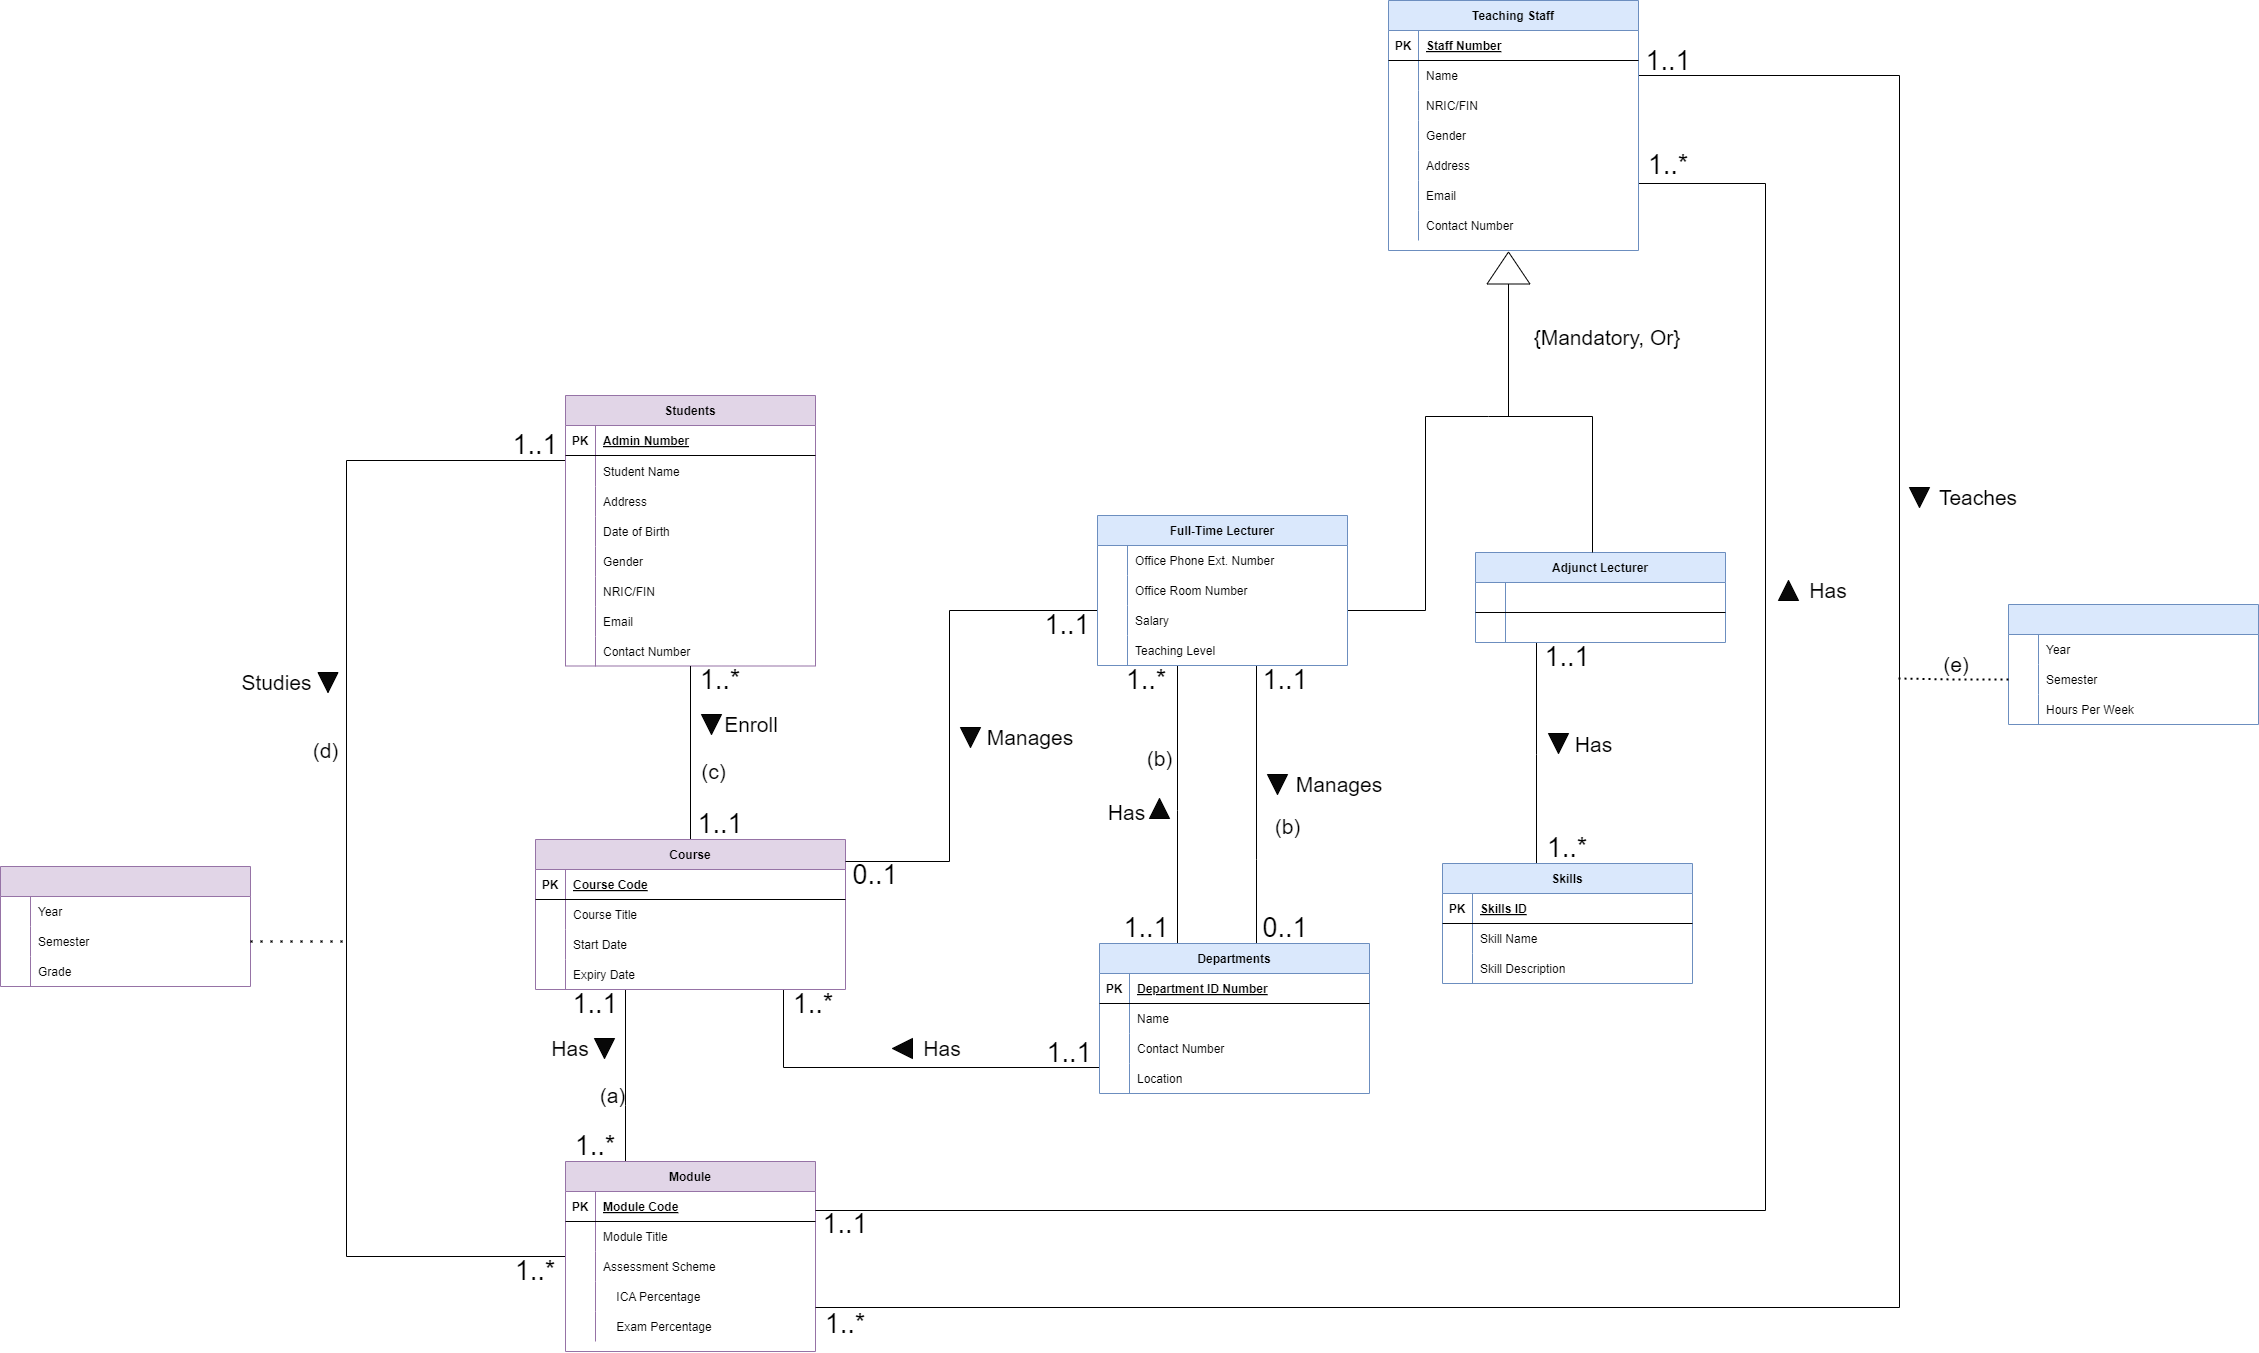 Teaching Staff
PK Staff Number
Name
NRIC/FIN
Gender
Address
Email
Contact Number
1..1
1..*
{Mandatory, Or}
Students
PK Admin Number
Student Name
Address
Date of Birth
Gender
NRIC/FIN
Email
Contact Number
1..1
1..*
Studies
(d)
Enroll
(c)
1..1
Full-Time Lecturer
Office Phone Ext. Number
Office Room Number
Salary
Teaching Level
1..1
1..*
1..1
Manages
(b)
Has
Manages
(b)
1..1
0..1
Adjunct Lecturer
1..1
Has
1..*
Skills
PK Skills ID
Skill Name
Skill Description
Teaches
Has
(e)
Year
Semester
Hours Per Week
Course
PK Course Code
Course Title
Start Date
Expiry Date
0..1
1..1
1..*
Year
Semester
Grade
Departments
PK Department ID Number
Name
Contact Number
Location
Has
(a)
1..*
Has
1..1
Module
PK Module Code
Module Title
Assessment Scheme
ICA Percentage
Exam Percentage
1..*
1..1
1..*